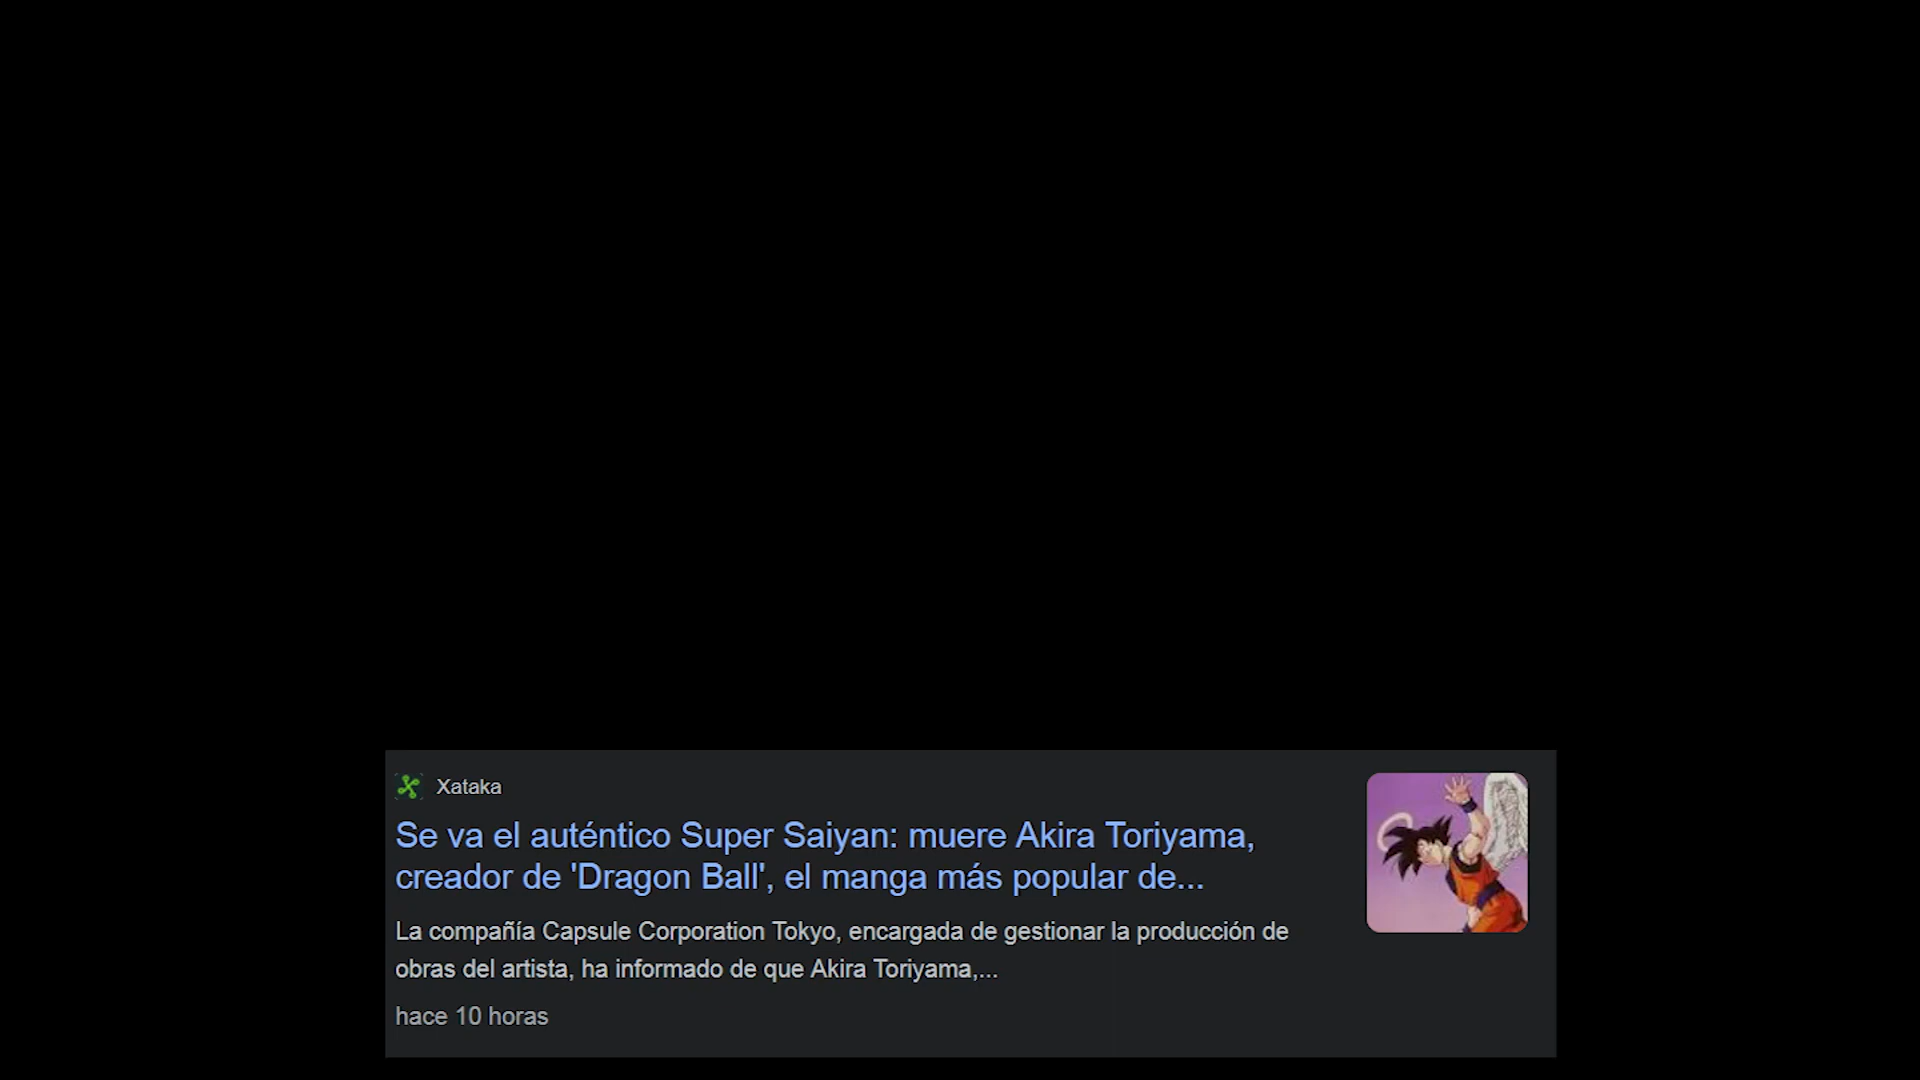 Xataka
Se va el auténtico Super Saiyan: muere Akira Toriyama,
creador de 'Dragon Ball', el manga más popular de...
La compañía Capsule Corporation Tokyo, encargada de gestionar la producción de
obras del artista, ha informado de que Akira Toriyama,...
hace 10 horas